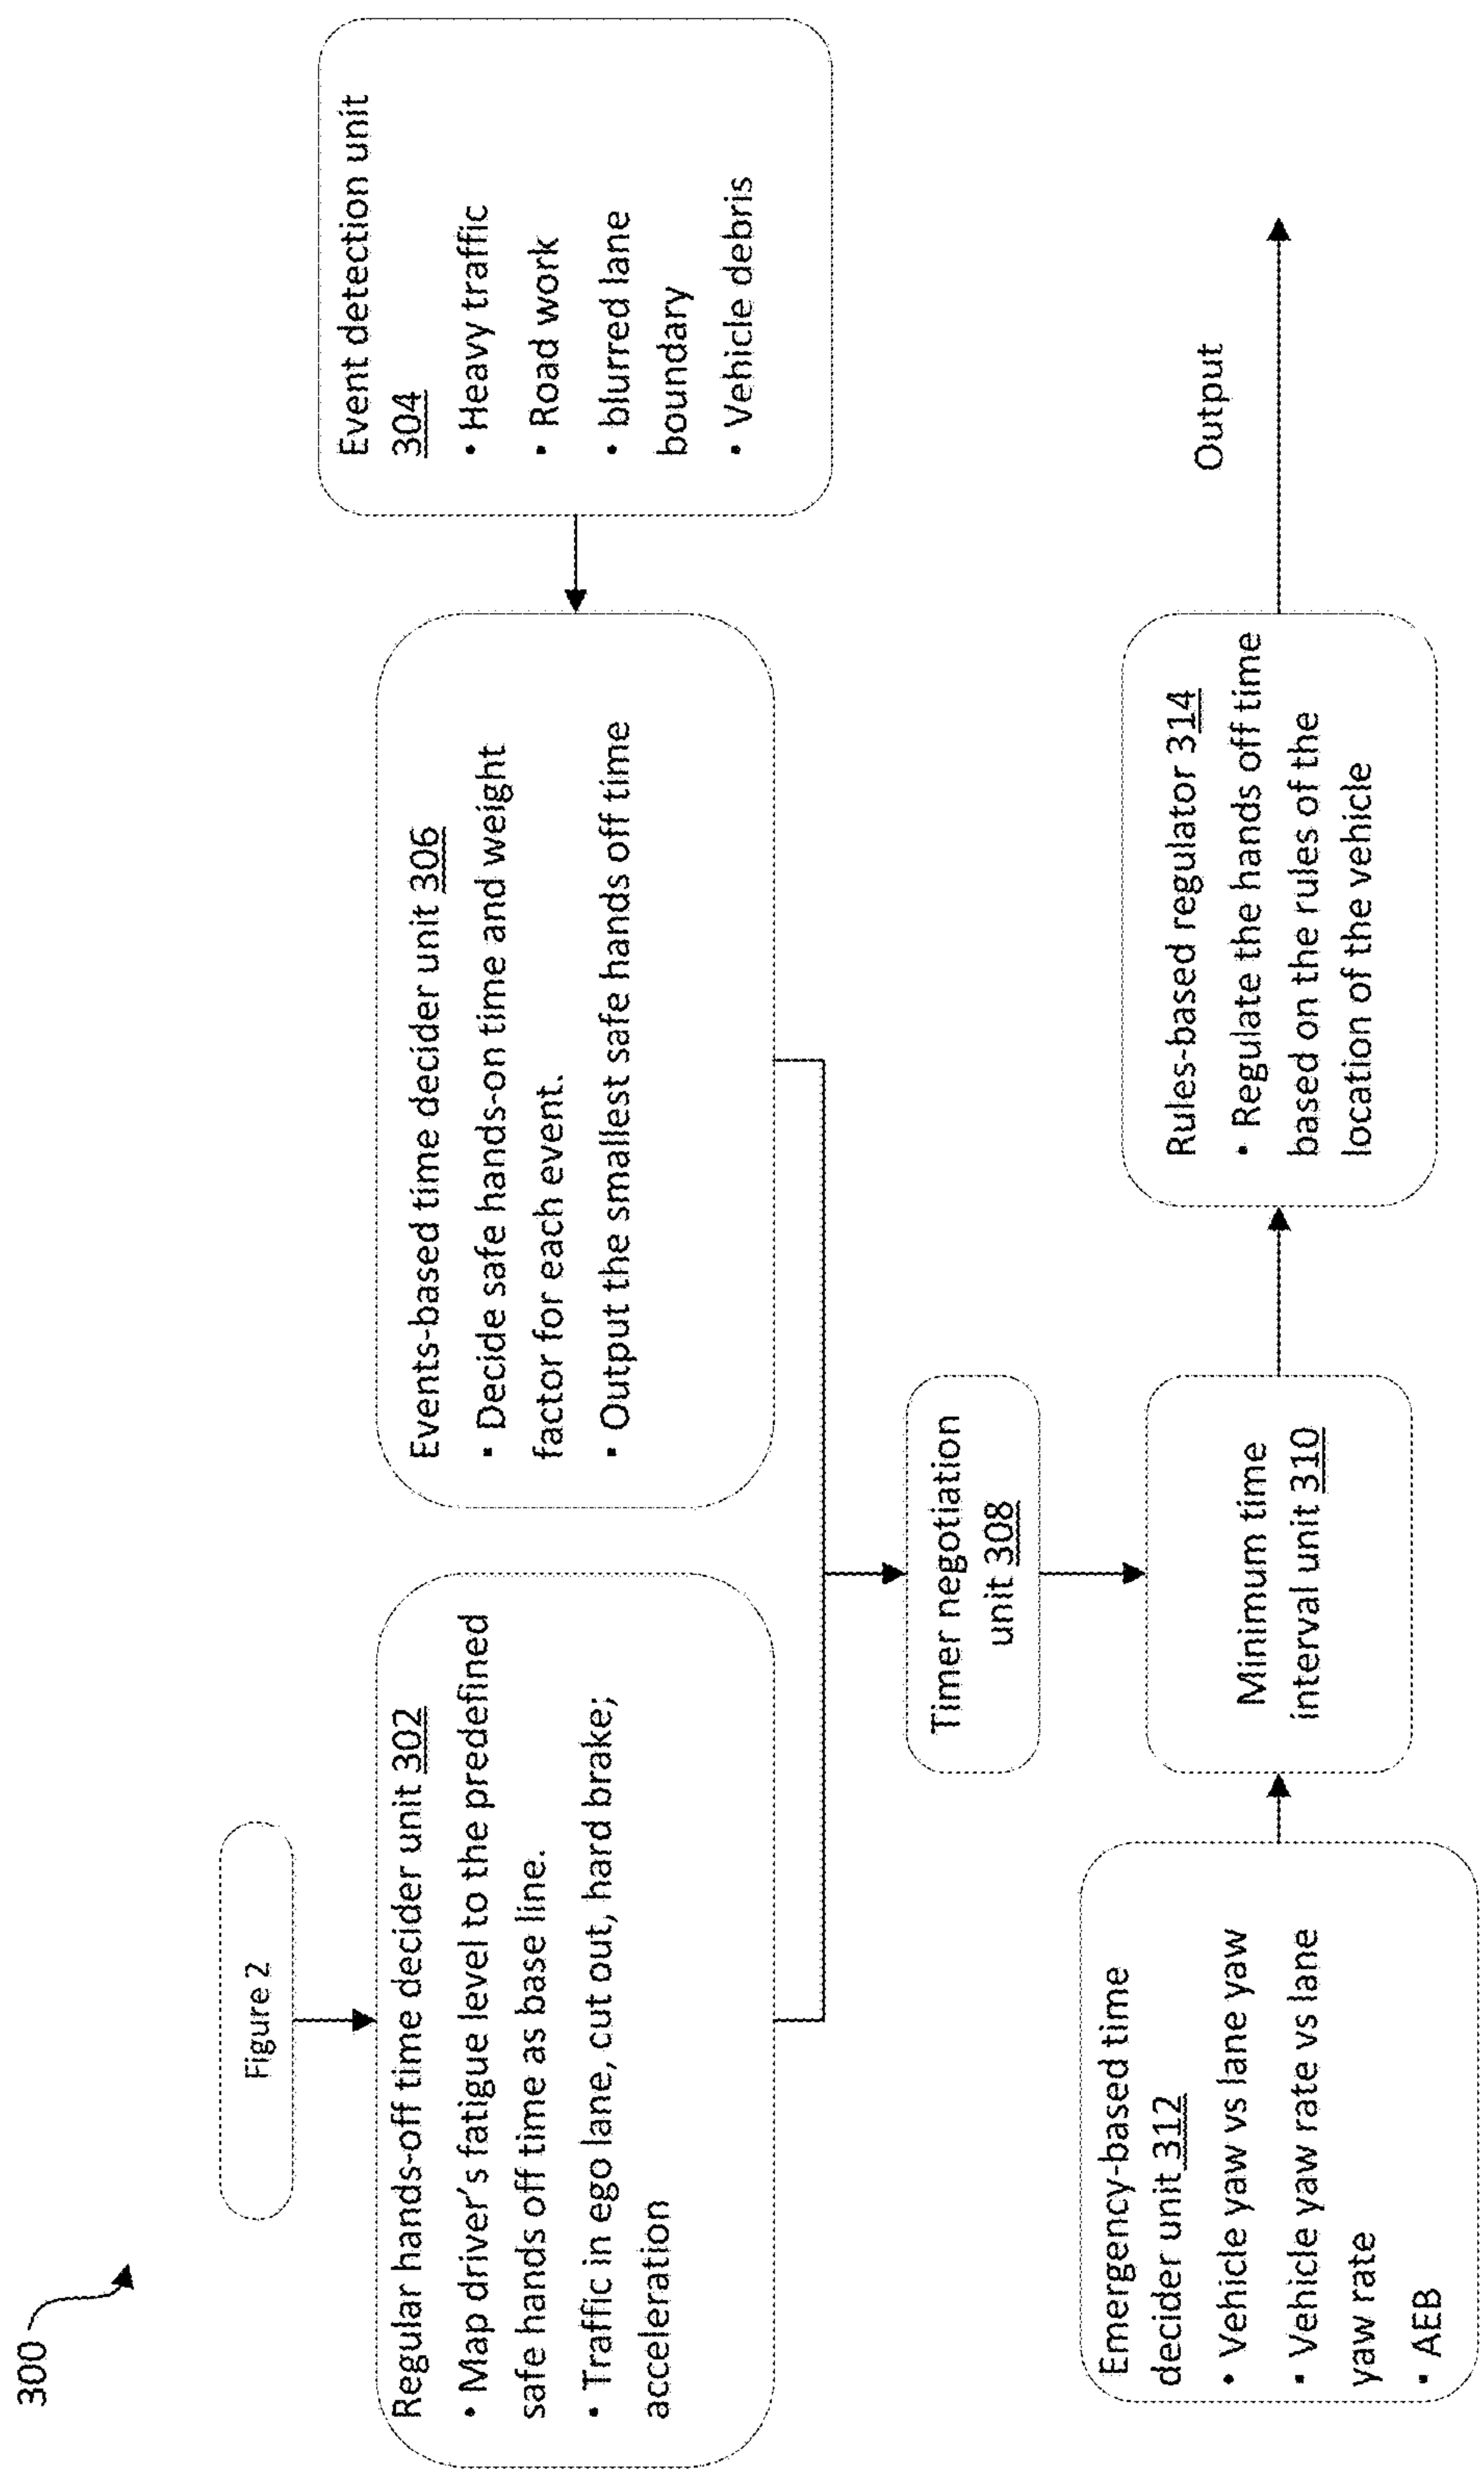 300
Figure 2
Regular hands-off time decider unit 302
• Map driver's fatigue level to the predefined
safe hands off time as base line.
• Traffic in ego lane, cut out, hard brake;
acceleration
Events-based time decider unit 306
• Decide safe hands-on time and weight
factor for each event.
• Output the smallest safe hands off time
Event detection unit
304
• Heavy traffic
• Road work
• blurred lane
boundary
• Vehicle debris
Timer negotiation
unit 308
Emergency-based time
decider unit 312
• Vehicle yaw vs lane yaw
• Vehicle yaw rate vs lane
yaw rate
• AEB
Minimum time
interval unit 310
Rules-based regulator 314
• Regulate the hands off time
based on the rules of the
location of the vehicle
Output